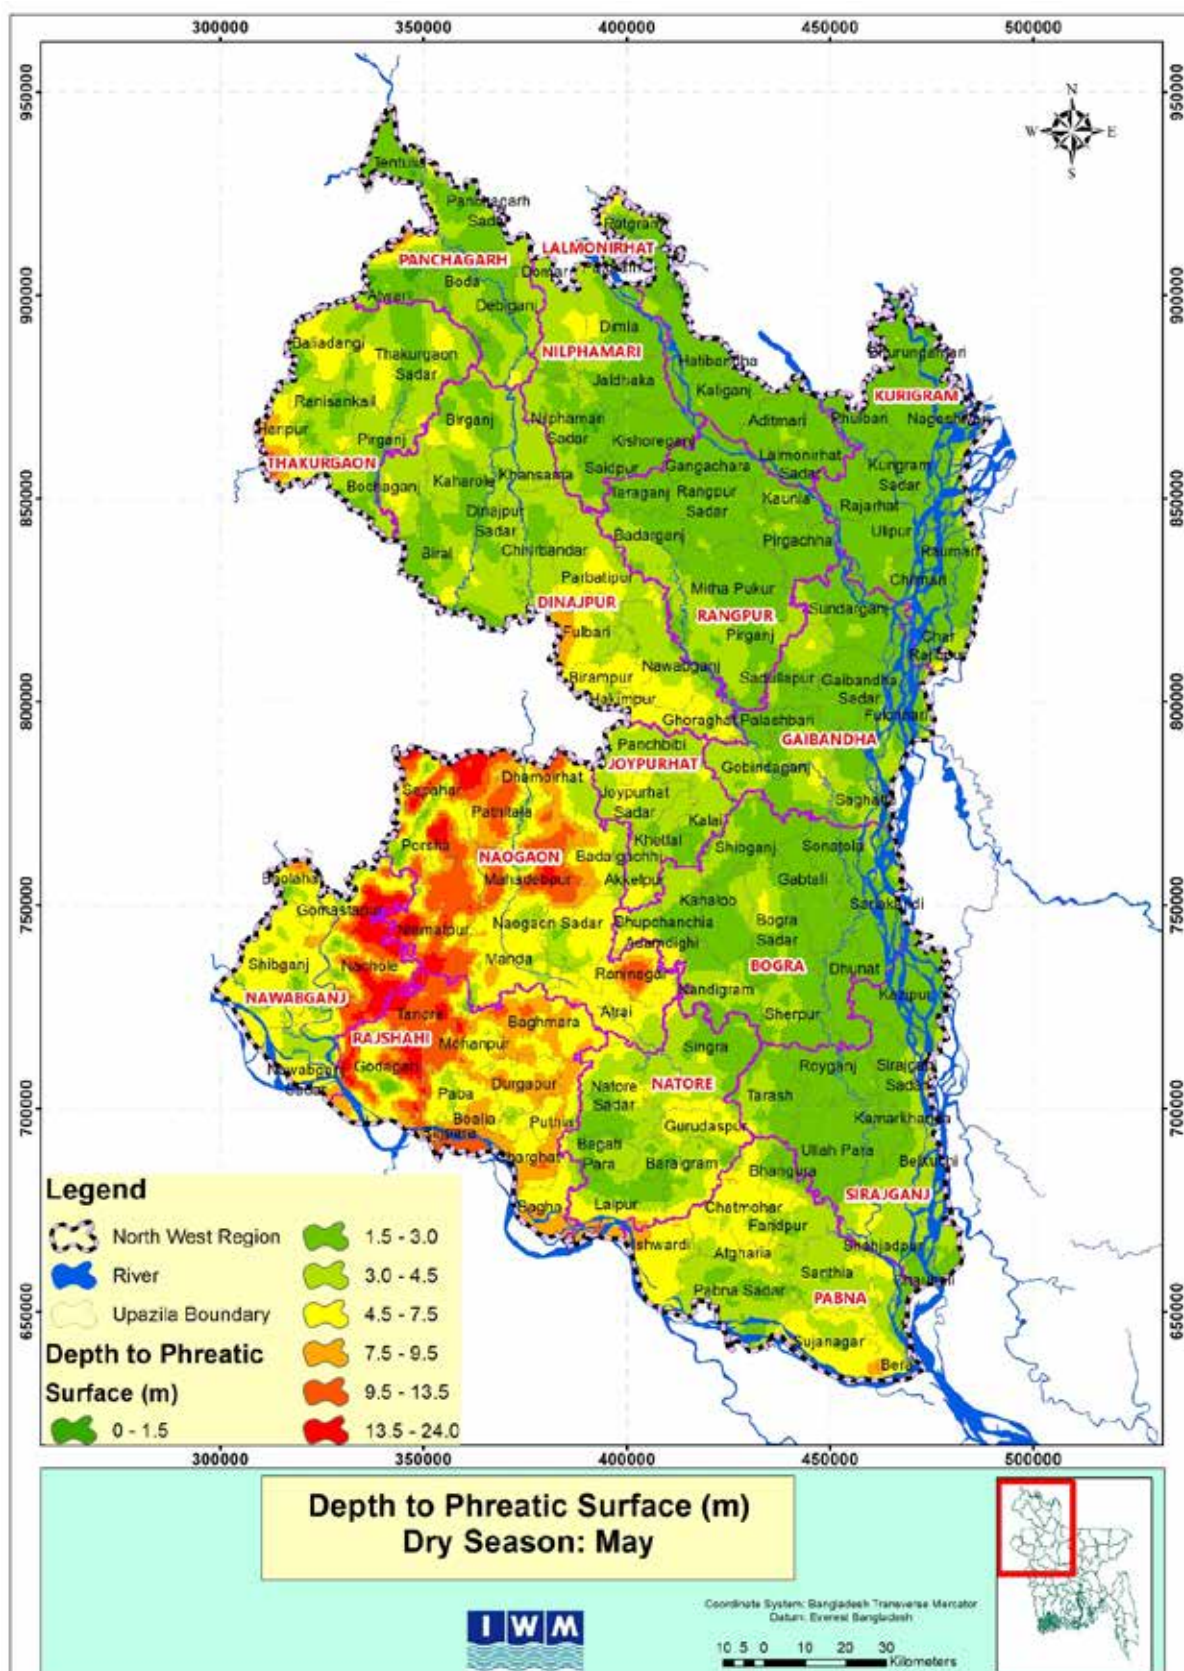 300000 350000 400000 450000 500000
950000 950000
N
W E
S
Tentulia
Panchagarh
Sadar
Patgram
LALMONIRHAT
PANCHAGARH
Domar
Boda
900000 900000
Debiganj
Dimla
Baliadangi
Thakurgaon
Sadar
NILPHAMARI
Hatibandha
Bhurungamari
Jaldhaka
Kaliganj
KURIGRAM
Ranisankail
Birganj
Nilphamari
Sadar
Aditmari
Phulbari
Nageshwari
Haripur
Pirganj
Kishoreganj
Lalmonirhat
Sadar
THAKURGAON
Saidpur
Gangachara
Kurigram
Sadar
Bochaganj
Kaharole
Khansama
Taraganj
Rangpur
Sadar
Kaunia
Rajarhat
850000 850000
Dinajpur
Sadar
Badarganj
Pirgachha
Ulipur
Biral
Chirirbandar
Raumari
Parbatipur
Chilmari
DINAJPUR
Mitha Pukur
RANGPUR
Sundarganj
Fulbari
Pirganj
Char
Rajibpur
Nawabganj
Birampur
Sadullapur
Gaibandha
Sadar
Hakimpur
800000 800000
Ghoraghat
Palashbari
Fulchhari
Panchbibi
GAIBANDHA
JOYPURHAT
Gobindaganj
Dhamoirhat
Sapahar
Joypurhat
Sadar
Saghata
Patnitala
Kalai
Khetlal
Shibganj
Sonatola
Porsha
NAOGAON
Badalgachhi
Mahadebpur
Akkelpur
Gabtali
Bholahat
750000 750000
Kahaloo
Sariakandi
Gomastapur
Niamatpur
Naogaon Sadar
Dupchanchia
Bogra
Sadar
Adamdighi
Shibganj
Nachole
Manda
Raninagar
BOGRA
Dhunat
NAWABGANJ
Nandigram
Kazipur
Tanore
Baghmara
Atrai
Sherpur
RAJSHAHI
Mohanpur
Singra
Nawabganj
Sadar
Godagari
Durgapur
Natore
Sadar
NATORE
Royganj
Sirajganj
Sadar
Paba
Tarash
700000 700000
Boalia
Puthia
Gurudaspur
Kamarkhanda
Charghat
Bagati
Para
Baraigram
Ullah Para
Belkuchi
Bhangura
SIRAJGANJ
Bagha
Lalpur
Chatmohar
Faridpur
Ishwardi
Atgharia
Shahjadpur
Santhia
Chauhali
Pabna Sadar
PABNA
650000 650000
Sujanagar
Bera
Legend
North West Region
River
Upazila Boundary
Depth to Phreatic
Surface (m)
0 - 1.5
1.5 - 3.0
3.0 - 4.5
4.5 - 7.5
7.5 - 9.5
9.5 - 13.5
13.5 - 24.0
300000 350000 400000 450000 500000
Depth to Phreatic Surface (m)
Dry Season: May
IWM
Coordinate System: Bangladesh Transverse Mercator
Datum: Everest Bangladesh
10 5 0 10 20 30
Kilometers